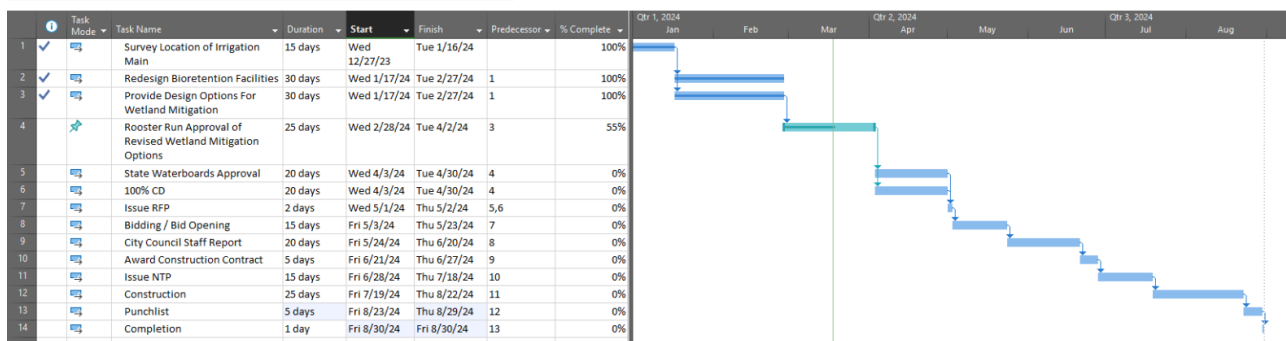 Qtr 1, 2024 Qtr 2, 2024 Qtr 3, 2024
Task Mode Task Name Duration Start Finish Predecessor % Complete Jan Feb Mar Apr May Jun Jul Aug
1 Survey Location of Irrigation Main 15 days Wed 12/27/23 Tue 1/16/24 100%
2 Redesign Bioretention Facilities 30 days Wed 1/17/24 Tue 2/27/24 1 100%
3 Provide Design Options For Wetland Mitigation 30 days Wed 1/17/24 Tue 2/27/24 1 100%
4 Rooster Run Approval of Revised Wetland Mitigation Options 25 days Wed 2/28/24 Tue 4/2/24 3 55%
5 State Waterboards Approval 20 days Wed 4/3/24 Tue 4/30/24 4 0%
6 100% CD 20 days Wed 4/3/24 Tue 4/30/24 4 0%
7 Issue RFP 2 days Wed 5/1/24 Thu 5/2/24 5,6 0%
8 Bidding / Bid Opening 15 days Fri 5/3/24 Thu 5/23/24 7 0%
9 City Council Staff Report 20 days Fri 5/24/24 Thu 6/20/24 8 0%
10 Award Construction Contract 5 days Fri 6/21/24 Thu 6/27/24 9 0%
11 Issue NTP 15 days Fri 6/28/24 Thu 7/18/24 10 0%
12 Construction 25 days Fri 7/19/24 Thu 8/22/24 11 0%
13 Punchlist 5 days Fri 8/23/24 Thu 8/29/24 12 0%
14 Completion 1 day Fri 8/30/24 Fri 8/30/24 13 0%